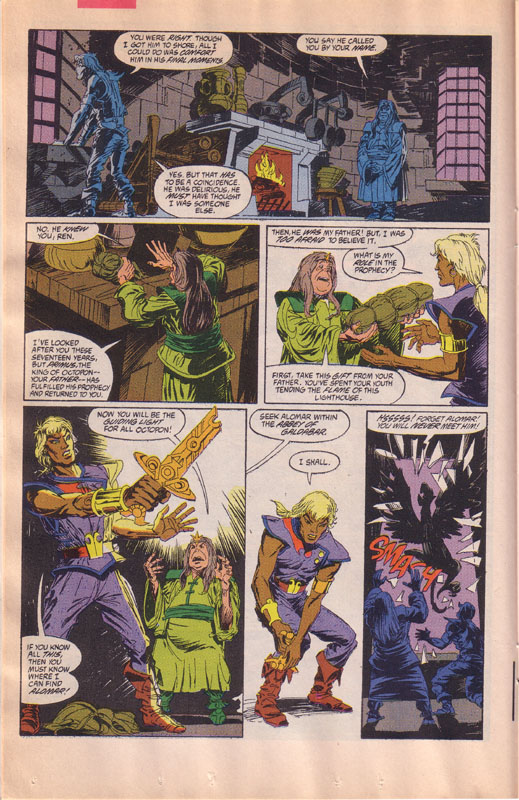 YOU WERE RIGHT. THOUGH
I GOT HIM TO SHORE; ALL I
COULD DO WAS COMFORT
HIM IN HIS FINAL MOMENTS.
YOU SAY HE CALLED
YOU BY YOUR NAME.
YES. BUT THAT HAS
TO BE A COINCIDENCE.
HE WAS DELIRIOUS. HE
MUST HAVE THOUGHT
I WAS SOMEONE
ELSE.
NO. HE KNEW
YOU, REN.
I'VE LOOKED
AFTER YOU THESE
SEVENTEEN YEARS,
BUT PRIMUS, THE
KING OF OCTOPON--
YOUR FATHER--HAS
FULFILLED HIS PROPHECY
AND RETURNED TO YOU.
THEN, HE WAS MY FATHER! BUT, I WAS
TOO AFRAID TO BELIEVE IT.
WHAT IS MY
ROLE IN THE
PROPHECY?
FIRST, TAKE THIS GIFT FROM YOUR
FATHER. YOU'VE SPENT YOUR YOUTH
TENDING THE FLAME OF THIS
LIGHTHOUSE.
NOW YOU WILL BE THE
GUIDING LIGHT
FOR ALL OCTOPON!
IF YOU KNOW
ALL THIS,
THEN YOU
MUST KNOW
WHERE I
CAN FIND
ALOMAR!
SEEK ALOMAR WITHIN
THE ABBEY OF
GALDABAR.
I SHALL.
HSSSSS! FORGET ALOMAR!
YOU WILL NEVER MEET HIM!
SMASH